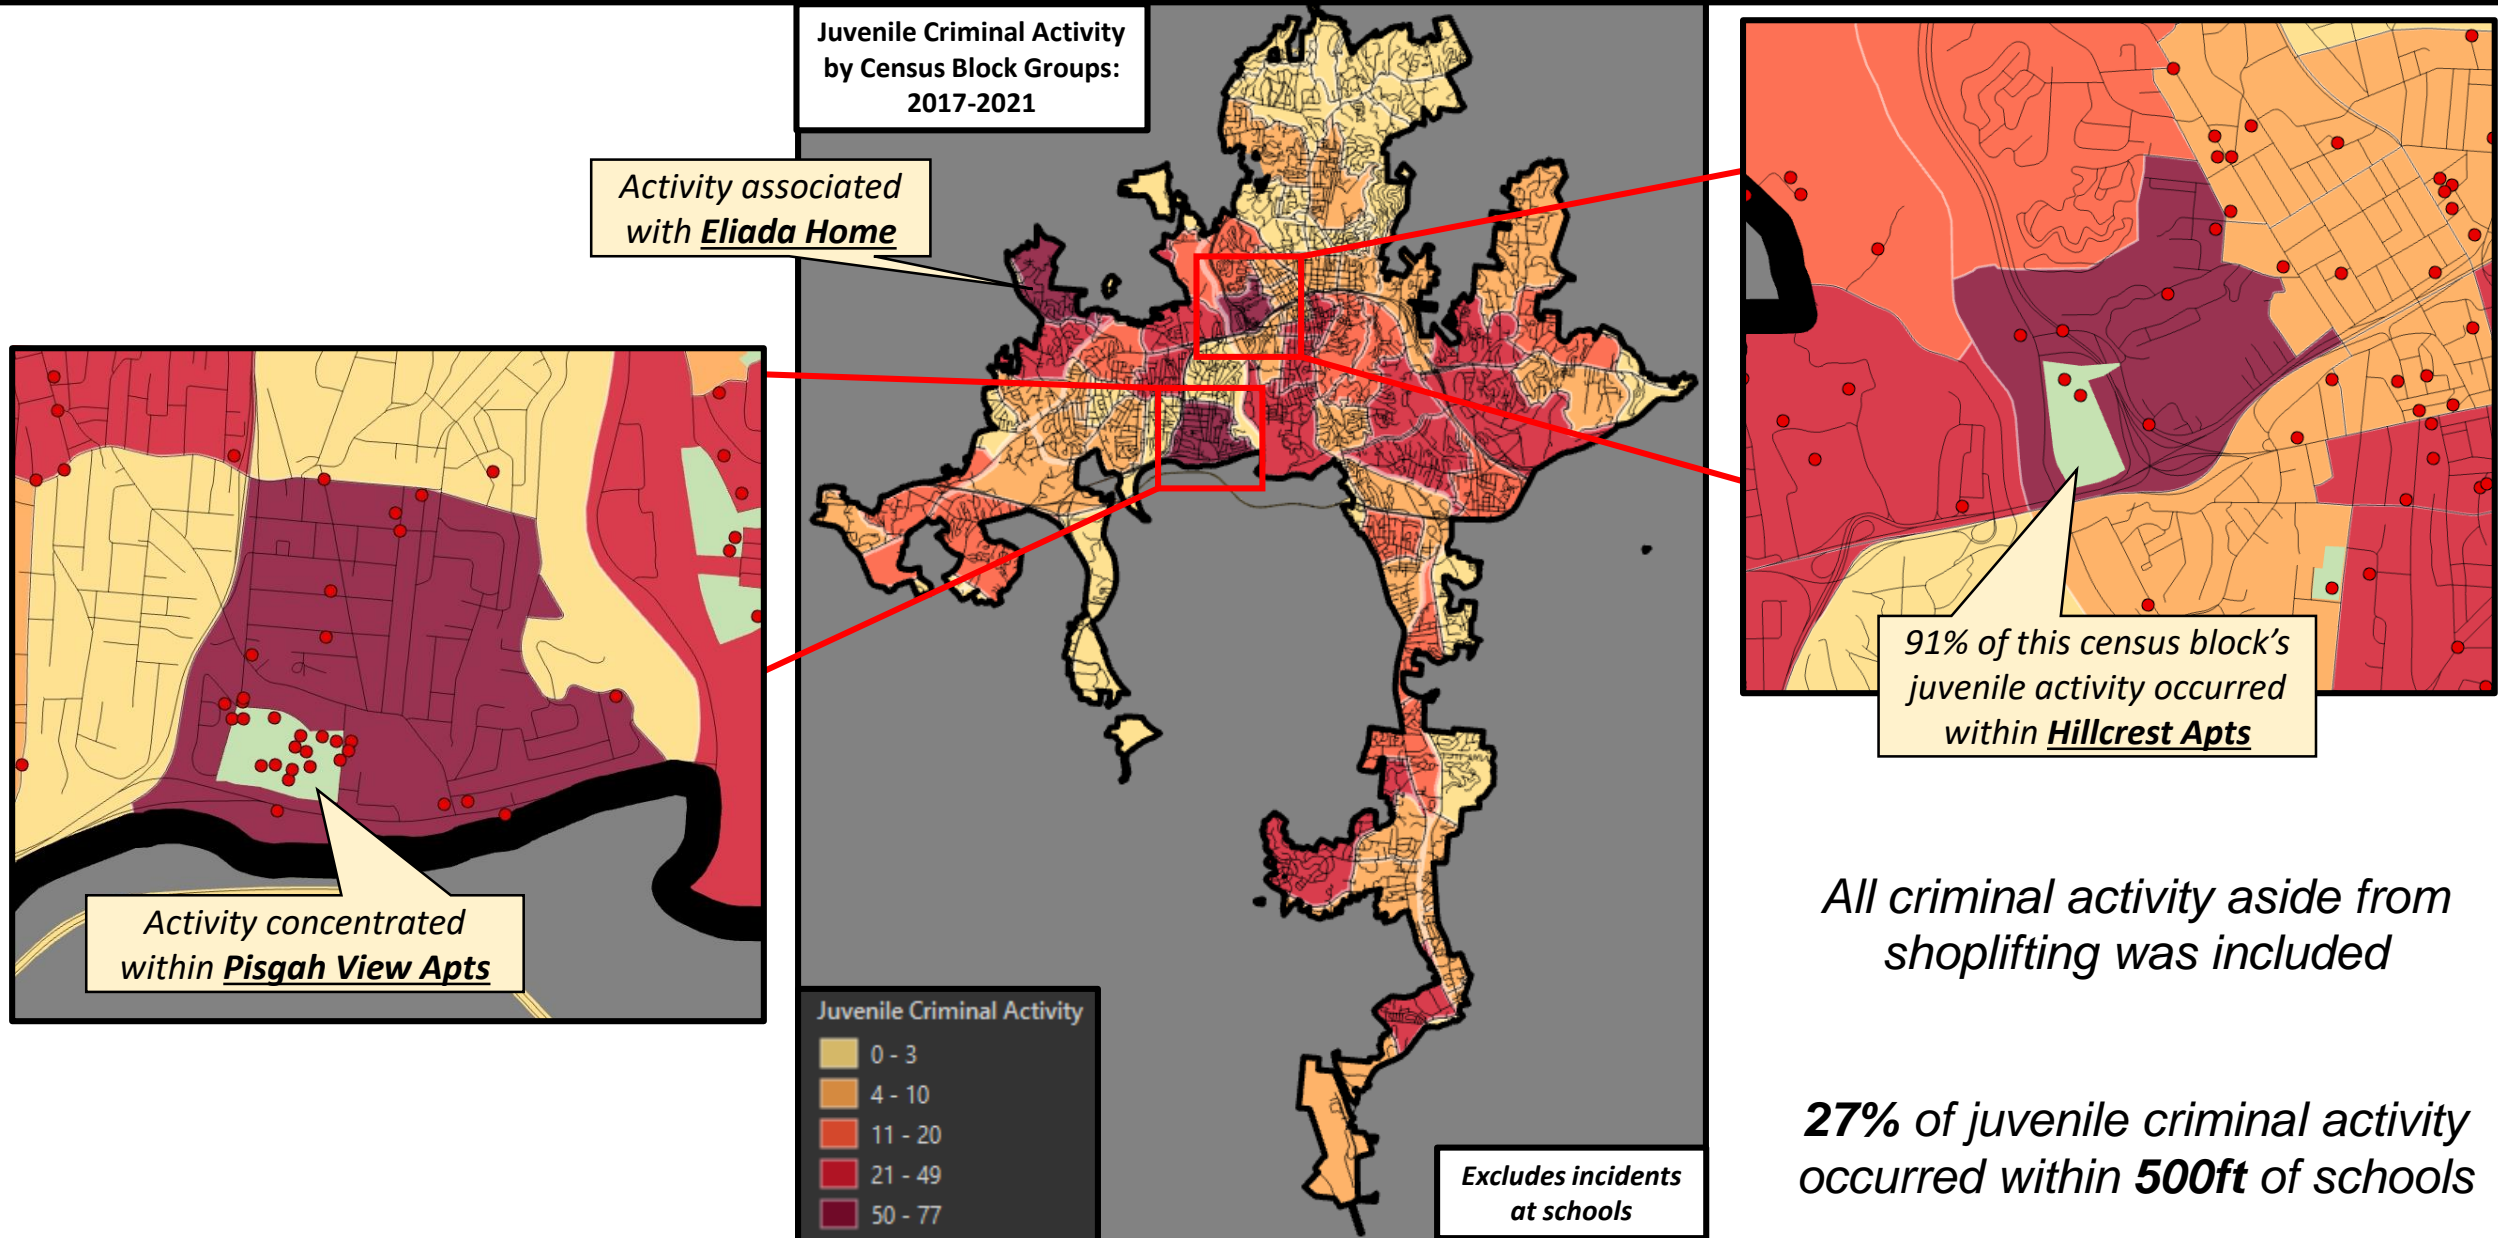 Juvenile Criminal Activity
by Census Block Groups:
2017-2021
Activity associated
with Eliada Home
Activity concentrated
within Pisgah View Apts
91% of this census block's
juvenile activity occurred
within Hillcrest Apts
All criminal activity aside from
shoplifting was included
27% of juvenile criminal activity
occurred within 500ft of schools
Juvenile Criminal Activity
0 - 3
4 - 10
11 - 20
21 - 49
50 - 77
Excludes incidents
at schools